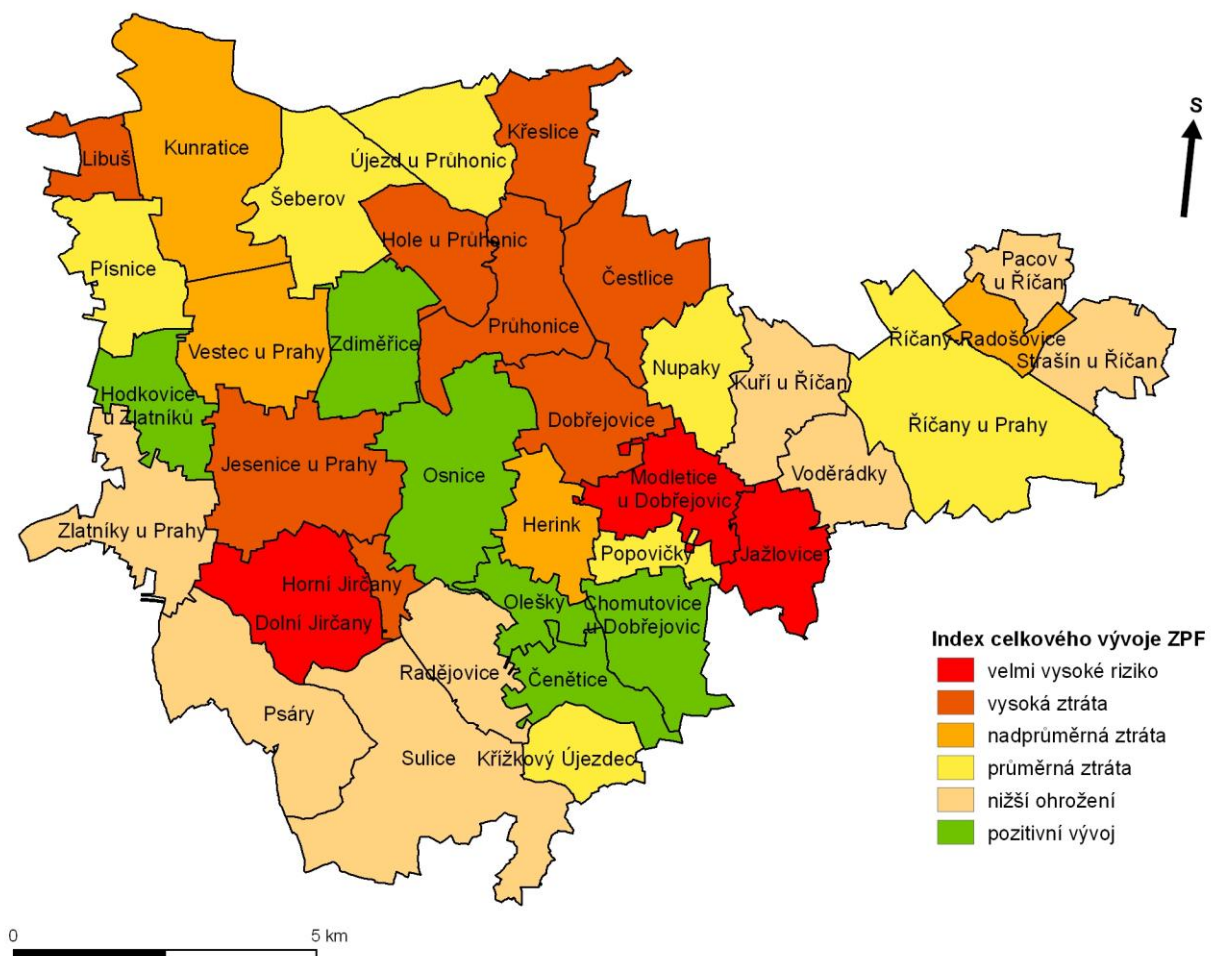 S
Křeslice
Libuš
Kunratice
Újezd u Průhonic
Šeberov
Hole u Průhonic
Písnice
Čestlice
Pacov
u Říčan
Průhonice
Říčany
Radošovice
Vestec u Prahy
Zdiměřice
Strašín u Říčan
Nupaky
Kuří u Říčan
Hodkovice
u Zlatníků
Dobřejovice
Říčany u Prahy
Jesenice u Prahy
Osnice
Modletice
u Dobřejovic
Voděrádky
Herink
Zlatníky u Prahy
Popovičky
Jažlovice
Horní Jirčany
Olešky
Chomutovice
u Dobřejovic
Dolní Jirčany
Radějovice
Čenětice
Psáry
Sulice
Křížkový Újezdec
Index celkového vývoje ZPF
velmi vysoké riziko
vysoká ztráta
nadprůměrná ztráta
průměrná ztráta
nižší ohrožení
pozitivní vývoj
0 5 km